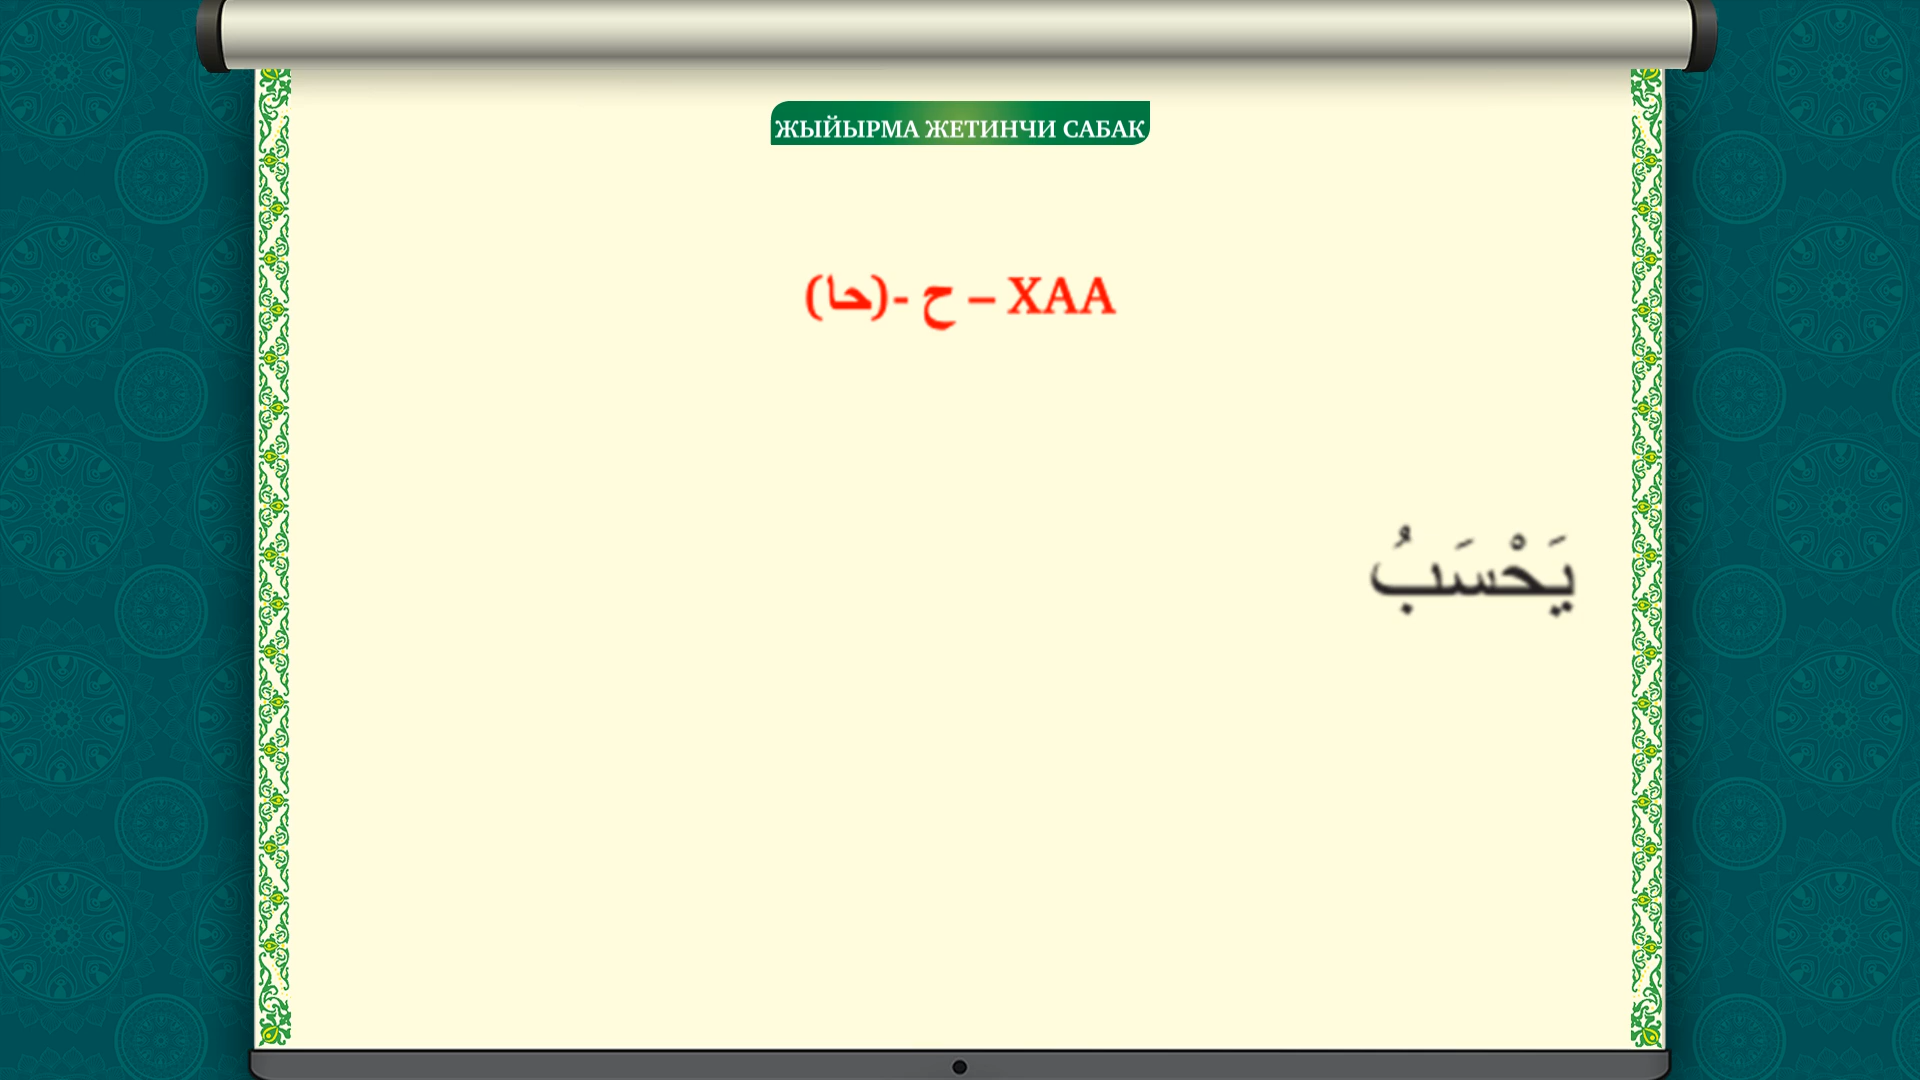 ЖЫЙЫРМА ЖЕТИНЧИ САБАК
(حا)- ح – ХАА
يَحْسَبُ